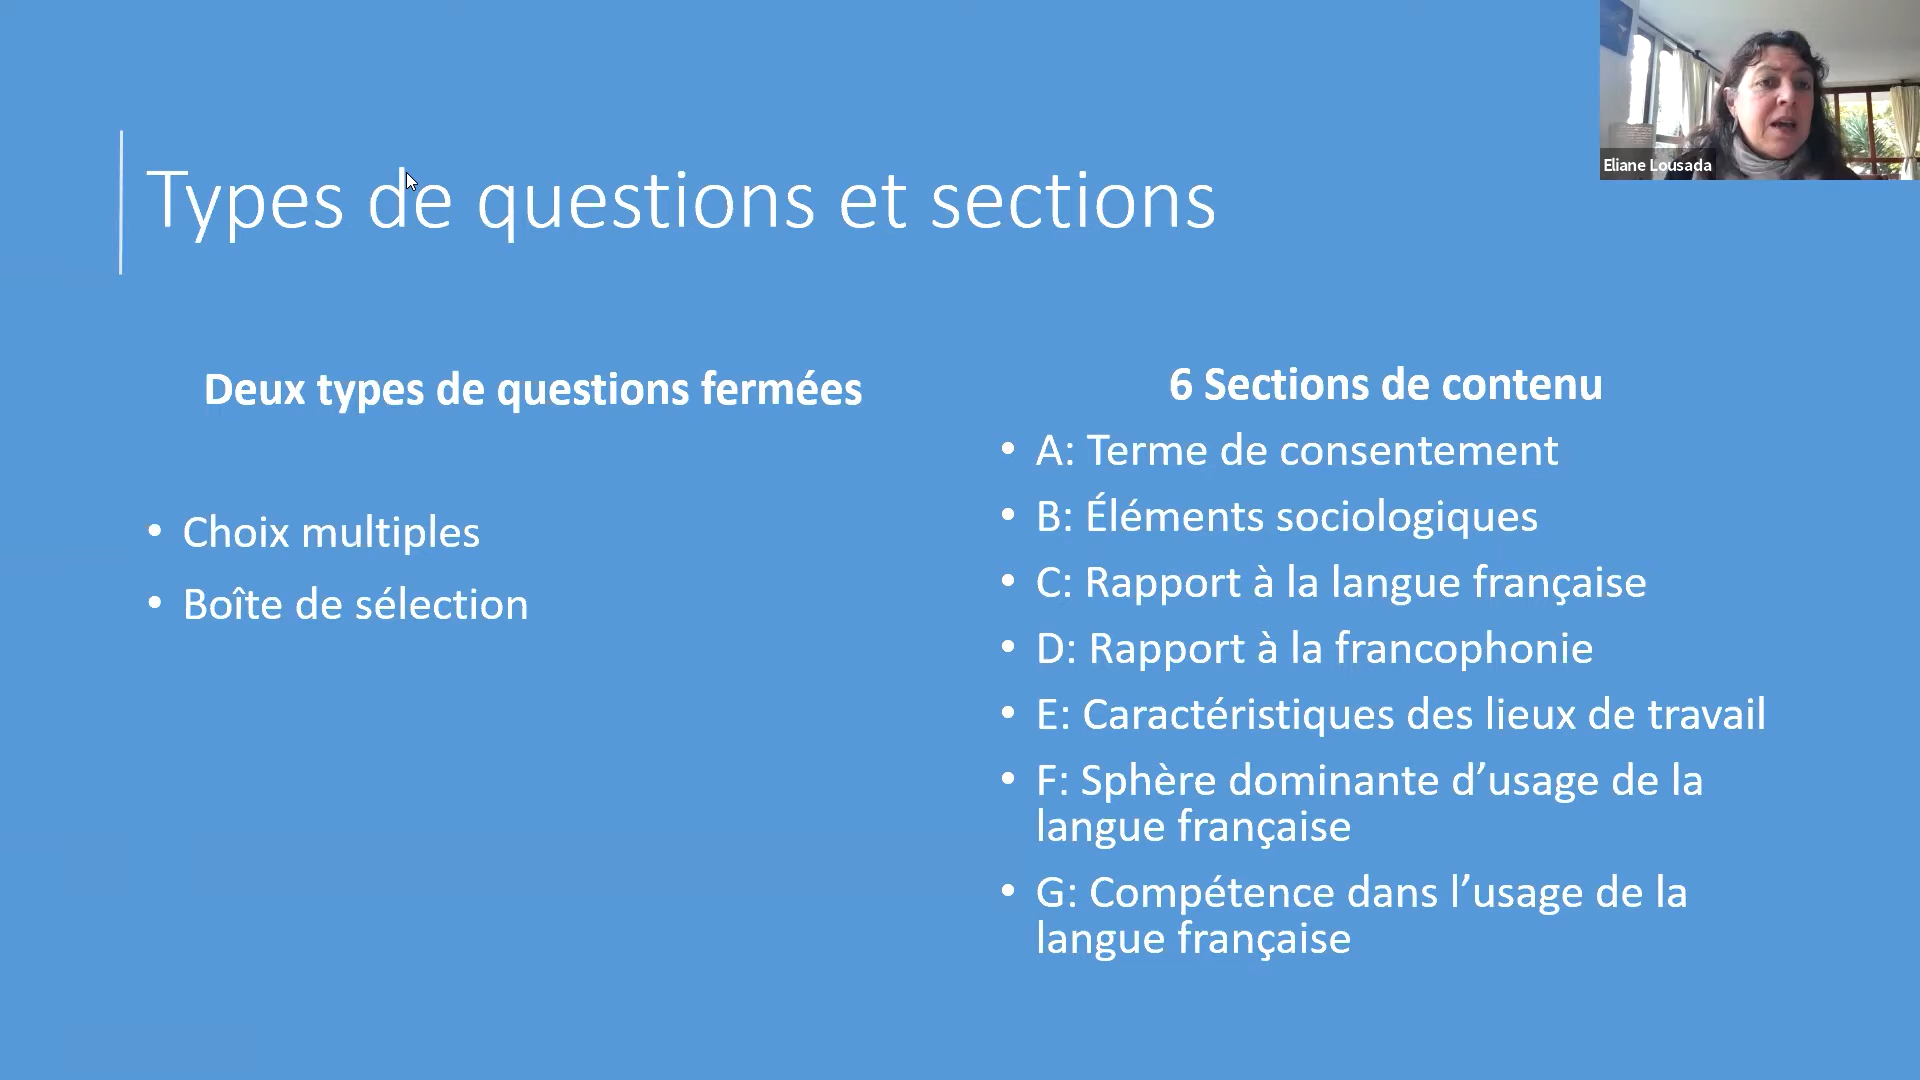 Eliane Lousada
Types de questions et sections
Deux types de questions fermées
• Choix multiples
• Boîte de sélection
6 Sections de contenu
• A: Terme de consentement
• B: Éléments sociologiques
• C: Rapport à la langue française
• D: Rapport à la francophonie
• E: Caractéristiques des lieux de travail
• F: Sphère dominante d’usage de la
langue française
• G: Compétence dans l’usage de la
langue française